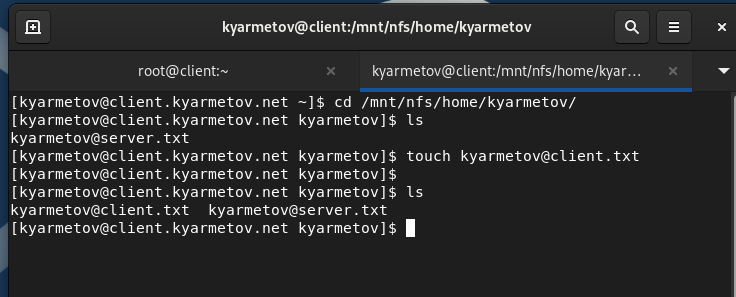 kyarmetov@client:/mnt/nfs/home/kyarmetov
root@client:~
kyarmetov@client:/mnt/nfs/home/kyar...
[kyarmetov@client.kyarmetov.net ~]$ cd /mnt/nfs/home/kyarmetov/
[kyarmetov@client.kyarmetov.net kyarmetov]$ ls
kyarmetov@server.txt
[kyarmetov@client.kyarmetov.net kyarmetov]$ touch kyarmetov@client.txt
[kyarmetov@client.kyarmetov.net kyarmetov]$
[kyarmetov@client.kyarmetov.net kyarmetov]$ ls
kyarmetov@client.txt  kyarmetov@server.txt
[kyarmetov@client.kyarmetov.net kyarmetov]$